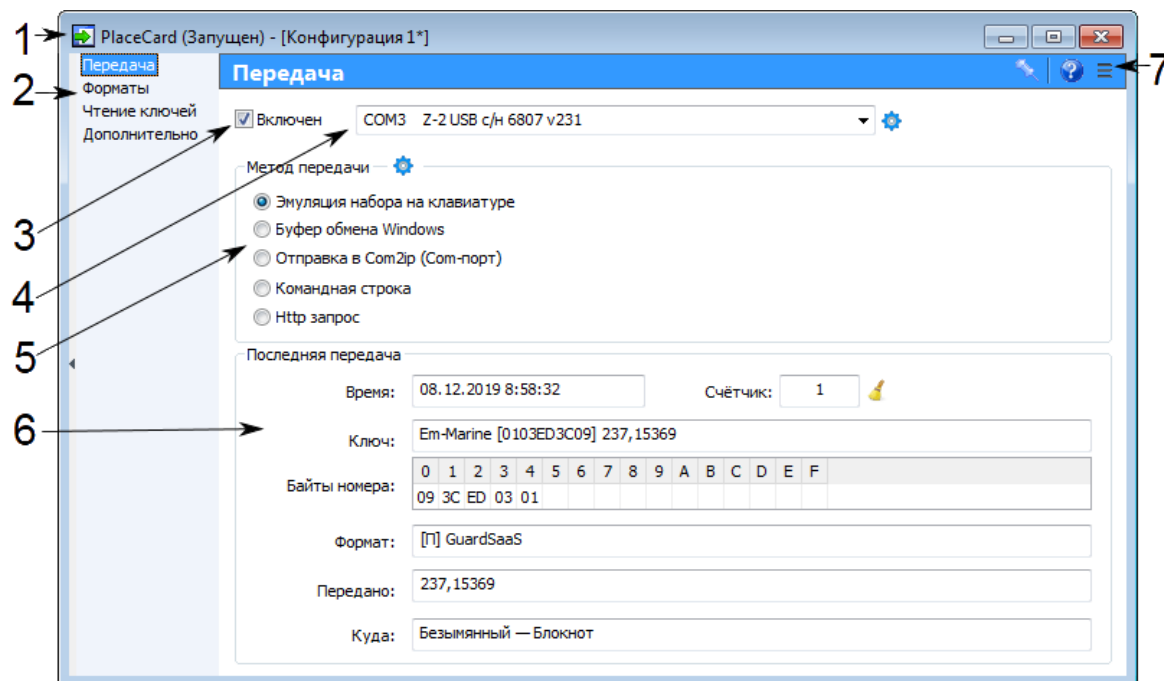 1
PlaceCard (Запущен) - [Конфигурация 1*]
7
2
Передача
Форматы
Чтение ключей
Дополнительно
Передача
3
Включен
COM3 Z-2 USB с/н 6807 v231
4
Метод передачи
5
Эмуляция набора на клавиатуре
Буфер обмена Windows
Отправка в Com2ip (Com-порт)
Командная строка
Http запрос
6
Последняя передача
Время: 08.12.2019 8:58:32 Счётчик: 1
Ключ: Em-Marine [0103ED3C09] 237,15369
Байты номера:
0 1 2 3 4 5 6 7 8 9 A B C D E F
09 3C ED 03 01
Формат: [П] GuardSaaS
Передано: 237,15369
Куда: Безымянный — Блокнот